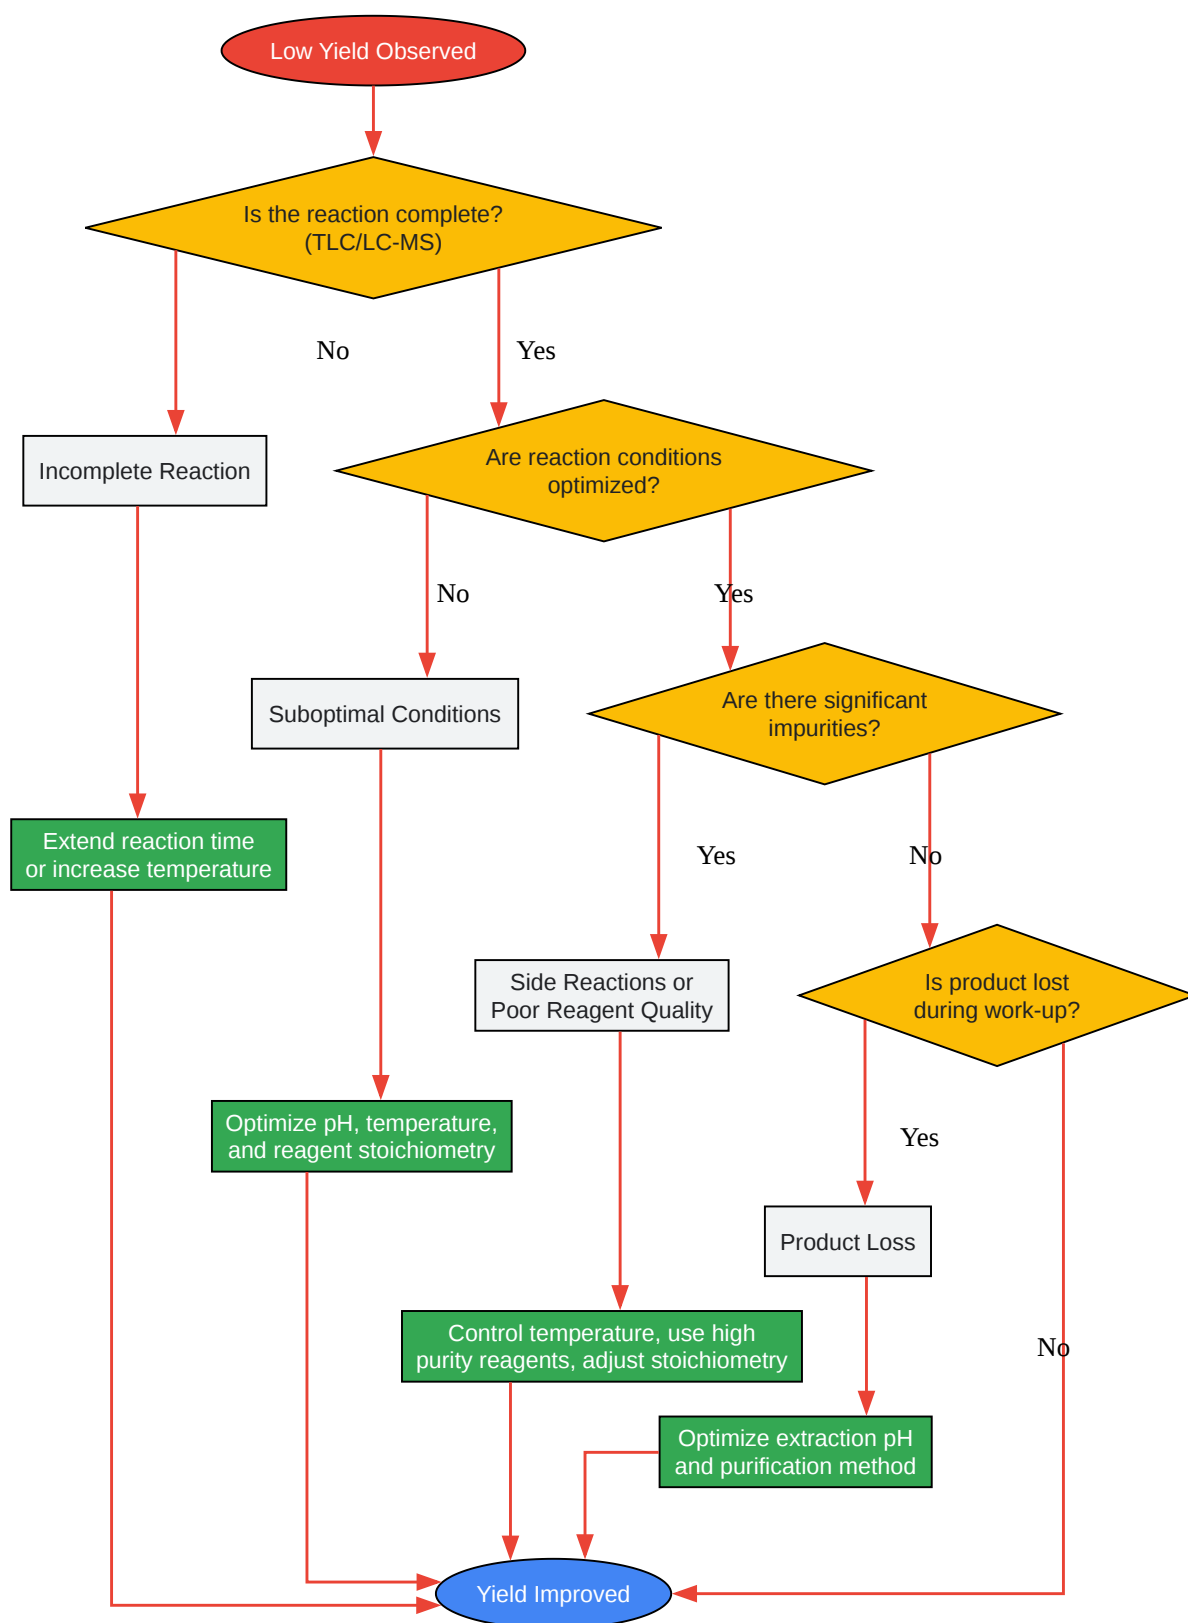 Low Yield Observed
Is the reaction complete?
(TLC/LC-MS)
No
Yes
Incomplete Reaction
Are reaction conditions
optimized?
No
Yes
Suboptimal Conditions
Are there significant
impurities?
Extend reaction time
or increase temperature
Yes
No
Side Reactions or
Poor Reagent Quality
Is product lost
during work-up?
Optimize pH, temperature,
and reagent stoichiometry
Yes
Product Loss
Control temperature, use high
purity reagents, adjust stoichiometry
No
Optimize extraction pH
and purification method
Yield Improved